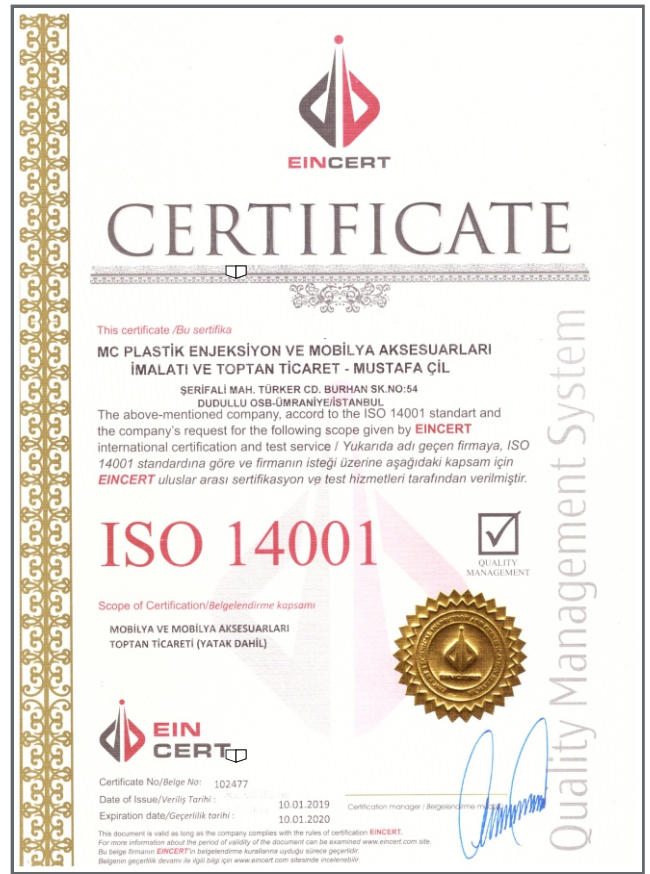 EINCERT
CERTIFICATE
This certificate /Bu sertifika
MC PLASTİK ENJEKSİYON VE MOBİLYA AKSESUARLARI
İMALATI VE TOPTAN TİCARET - MUSTAFA ÇİL
ŞERİFALİ MAH. TÜRKER CD. BURHAN SK.NO:54
DUDULLU OSB-ÜMRANİYE/İSTANBUL
The above-mentioned company, accord to the ISO 14001 standart and
the company's request for the following scope given by EINCERT
international certification and test service / Yukarıda adı geçen firmaya, ISO
14001 standardına göre ve firmanın isteği üzerine aşağıdaki kapsam için
EINCERT uluslar arası sertifikasyon ve test hizmetleri tarafından verilmiştir.
ISO 14001
QUALITY
MANAGEMENT
Scope of Certification/Belgelendirme kapsamı
MOBİLYA VE MOBİLYA AKSESUARLARI
TOPTAN TİCARETİ (YATAK DAHİL)
EIN
CERT
Certificate No/Belge No: 102477
Date of Issue/Veriliş Tarihi : 10.01.2019
Expiration date/Geçerlilik tarihi : 10.01.2020
Certification manager / Belgelendirme
This document is valid as long as the company complies with the rules of certification EINCERT.
For more information about the period of validity of the document can be examined www.eincert.com site.
Bu belge firmanın EINCERT'in belgelendirme kurallarına uyduğu sürece geçerlidir.
Belgenin geçerlilik devamı ile ilgili bilgi için www.eincert.com sitesinde incelenebilir.
Quality Management System